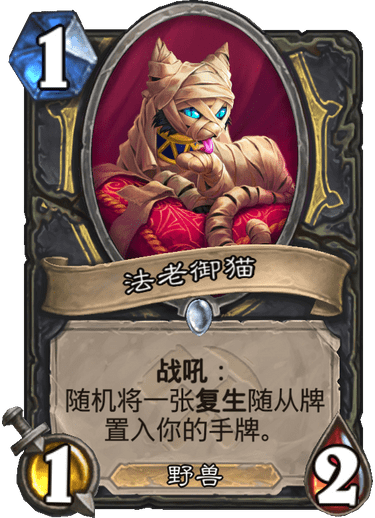 1
法老御猫
战吼：
随机将一张复生随从牌
置入你的手牌。
1
野兽
2